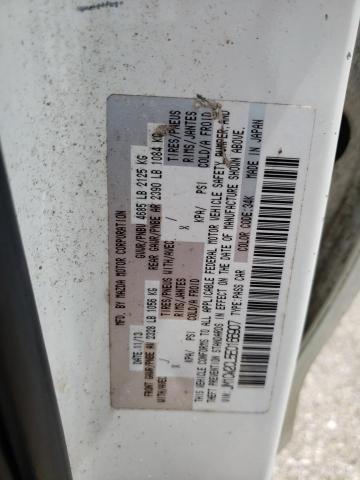 MFD. BY MAZDA MOTOR CORPORATION
DATE: 11/13 GVWR/PNBV 4685 LB 2125 KG
FRONT GAWR/PNBE AV 2328 LB 1056 KG REAR GAWR/PNBE AR 2390 LB 1084 KG
WITH/AVEC TIRES/PNEUS WITH/AVEC TIRES/PNEUS
/ X RIMS/JANTES / X RIMS/JANTES
KPA/ PSI COLD/A FROID KPA/ PSI COLD/A FROID
THIS VEHICLE CONFORMS TO ALL APPLICABLE FEDERAL MOTOR VEHICLE SAFETY, BUMPER, AND
THEFT PREVENTION STANDARDS IN EFFECT ON THE DATE OF MANUFACTURE SHOWN ABOVE.
TYPE:PASS CAR COLOR CODE:34K MADE IN JAPAN